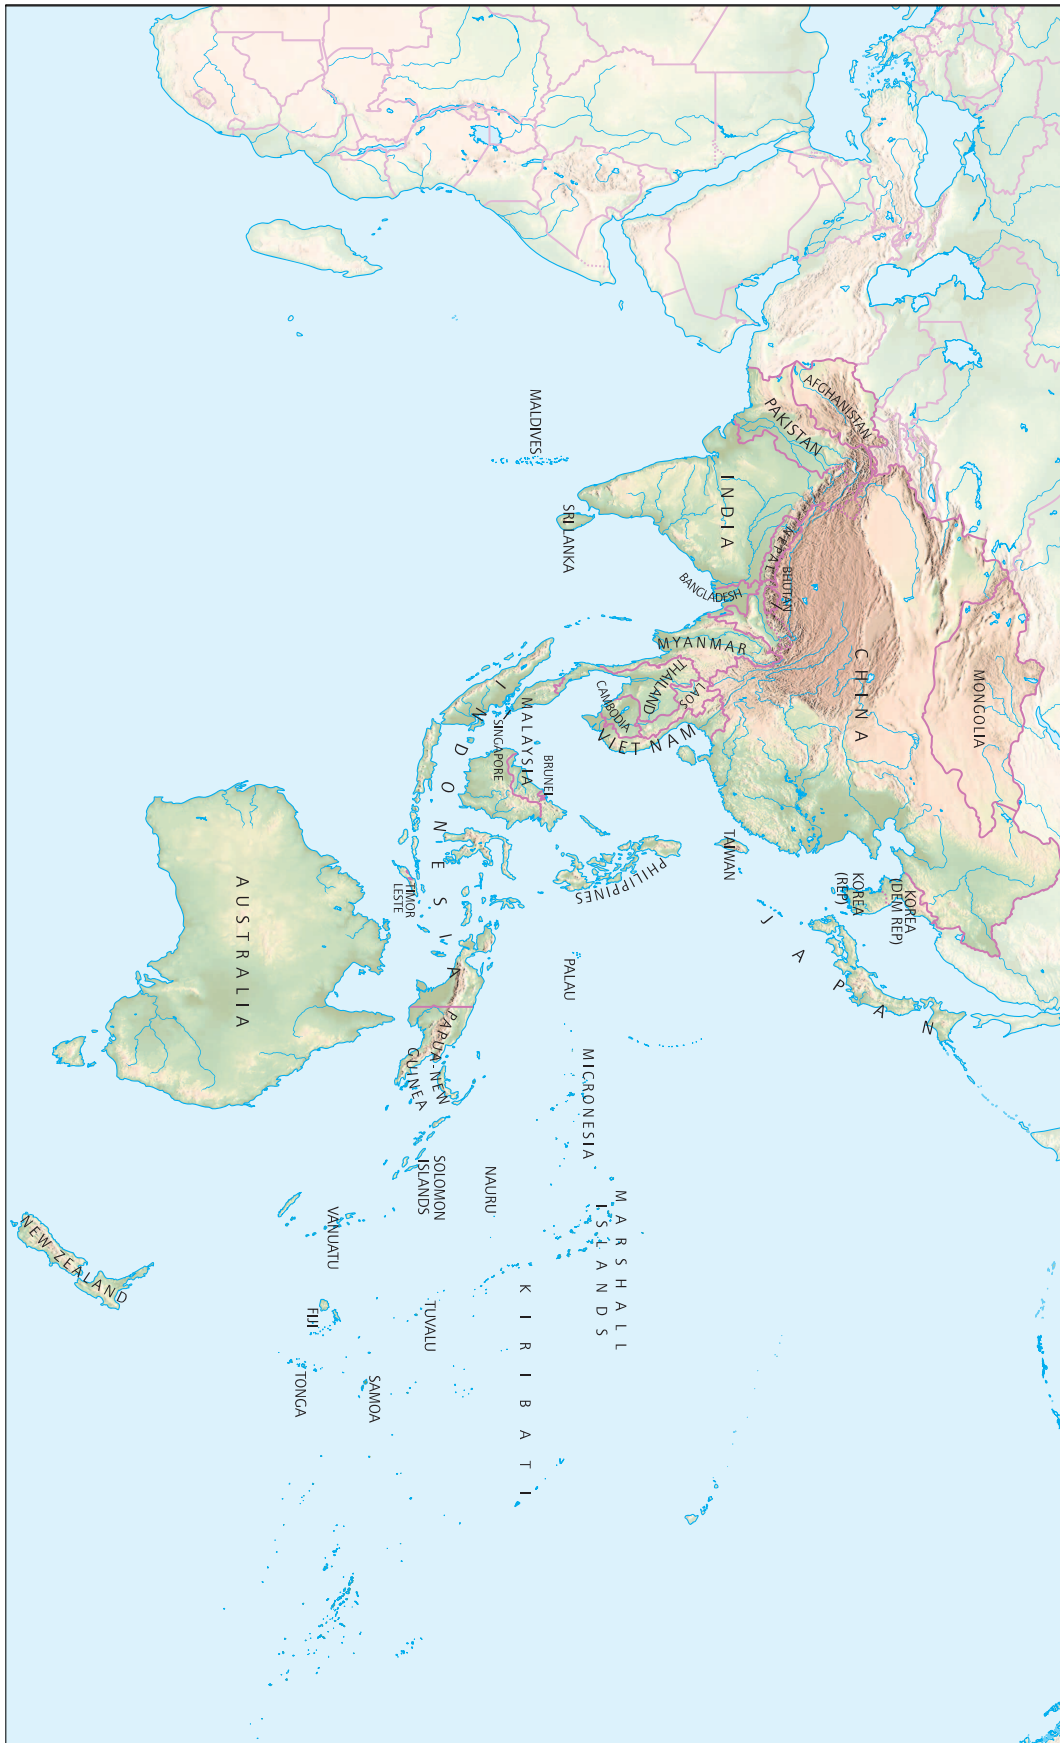 MONGOLIA
AFGHANISTAN
CHINA
KOREA
(DEM REP)
KOREA
(REP)
JAPAN
PAKISTAN
NEPAL
BHUTAN
INDIA
BANGLADESH
MYANMAR
TAIWAN
LAOS
THAILAND
VIET NAM
CAMBODIA
PHILIPPINES
MALDIVES
SRI LANKA
BRUNEI
MALAYSIA
SINGAPORE
INDONESIA
PALAU
MICRONESIA
MARSHALL
ISLANDS
KIRIBATI
NAURU
TIMOR
LESTE
PAPUA-NEW
GUINEA
SOLOMON
ISLANDS
TUVALU
SAMOA
VANUATU
FIJI
TONGA
AUSTRALIA
NEW ZEALAND